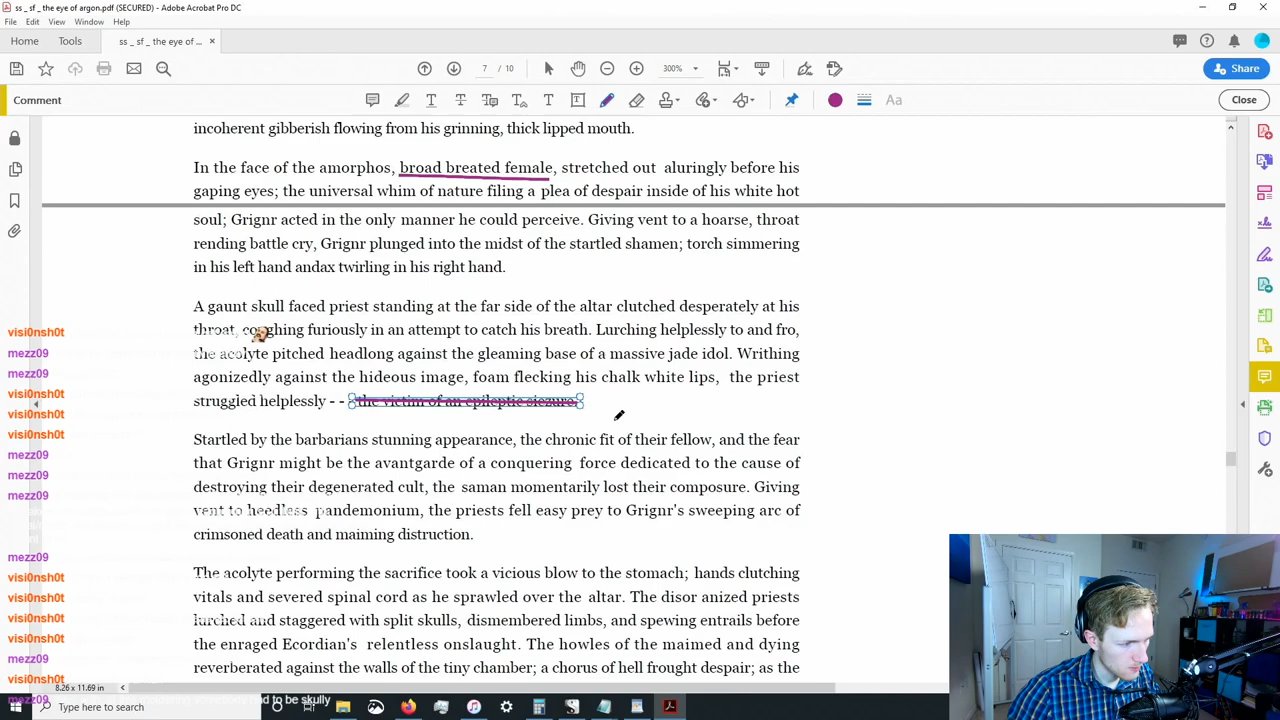 ss _ sf _ the eye of argon.pdf (SECURED) - Adobe Acrobat Pro DC
File Edit View Window Help
Home Tools ss _ sf _ the eye of ... ×
7 / 10 300% Share
Comment Aa Close
incoherent gibberish flowing from his grinning, thick lipped mouth.
In the face of the amorphos, broad breated female, stretched out aluringly before his
gaping eyes; the universal whim of nature filing a plea of despair inside of his white hot
soul; Grignr acted in the only manner he could perceive. Giving vent to a hoarse, throat
rending battle cry, Grignr plunged into the midst of the startled shamen; torch simmering
in his left hand andax twirling in his right hand.
A gaunt skull faced priest standing at the far side of the altar clutched desperately at his
throat, coughing furiously in an attempt to catch his breath. Lurching helplessly to and fro,
the acolyte pitched headlong against the gleaming base of a massive jade idol. Writhing
agonizedly against the hideous image, foam flecking his chalk white lips, the priest
struggled helplessly - - the victim of an epileptic siezure.
Startled by the barbarians stunning appearance, the chronic fit of their fellow, and the fear
that Grignr might be the avantgarde of a conquering force dedicated to the cause of
destroying their degenerated cult, the saman momentarily lost their composure. Giving
vent to heedless pandemonium, the priests fell easy prey to Grignr's sweeping arc of
crimsoned death and maiming distruction.
The acolyte performing the sacrifice took a vicious blow to the stomach; hands clutching
vitals and severed spinal cord as he sprawled over the altar. The disor anized priests
lurched and staggered with split skulls, dismembered limbs, and spewing entrails before
the enraged Ecordian's relentless onslaught. The howles of the maimed and dying
reverberated against the walls of the tiny chamber; a chorus of hell frought despair; as the
visi0nsh0t
mezz09
mezz09
visi0nsh0t
visi0nsh0t
visi0nsh0t
mezz09
mezz09
mezz09
mezz09
visi0nsh0t
visi0nsh0t
visi0nsh0t
visi0nsh0t
mezz09
visi0nsh0t
mezz09 had to be skully
8.26 x 11.69 in
Type here to search